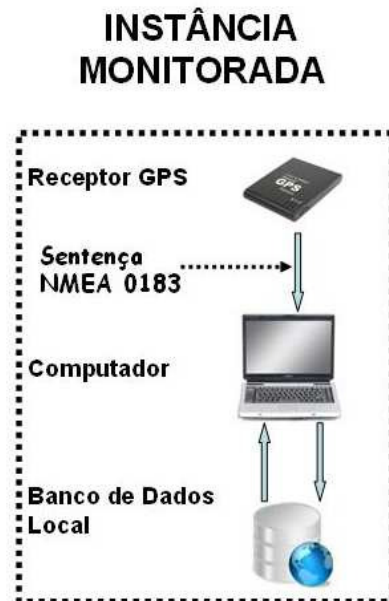 INSTÂNCIA
MONITORADA
Receptor GPS
GPS
Sentença
NMEA 0183
Computador
Banco de Dados
Local